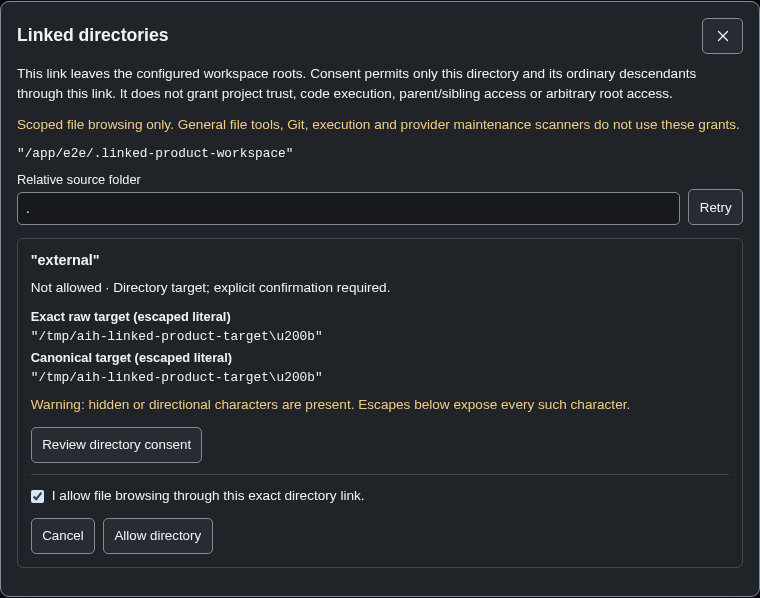 Linked directories
This link leaves the configured workspace roots. Consent permits only this directory and its ordinary descendants
through this link. It does not grant project trust, code execution, parent/sibling access or arbitrary root access.
Scoped file browsing only. General file tools, Git, execution and provider maintenance scanners do not use these grants.
"/app/e2e/.linked-product-workspace"
Relative source folder
.
Retry
"external"
Not allowed · Directory target; explicit confirmation required.
Exact raw target (escaped literal)
"/tmp/aih-linked-product-target\u200b"
Canonical target (escaped literal)
"/tmp/aih-linked-product-target\u200b"
Warning: hidden or directional characters are present. Escapes below expose every such character.
Review directory consent
I allow file browsing through this exact directory link.
Cancel
Allow directory